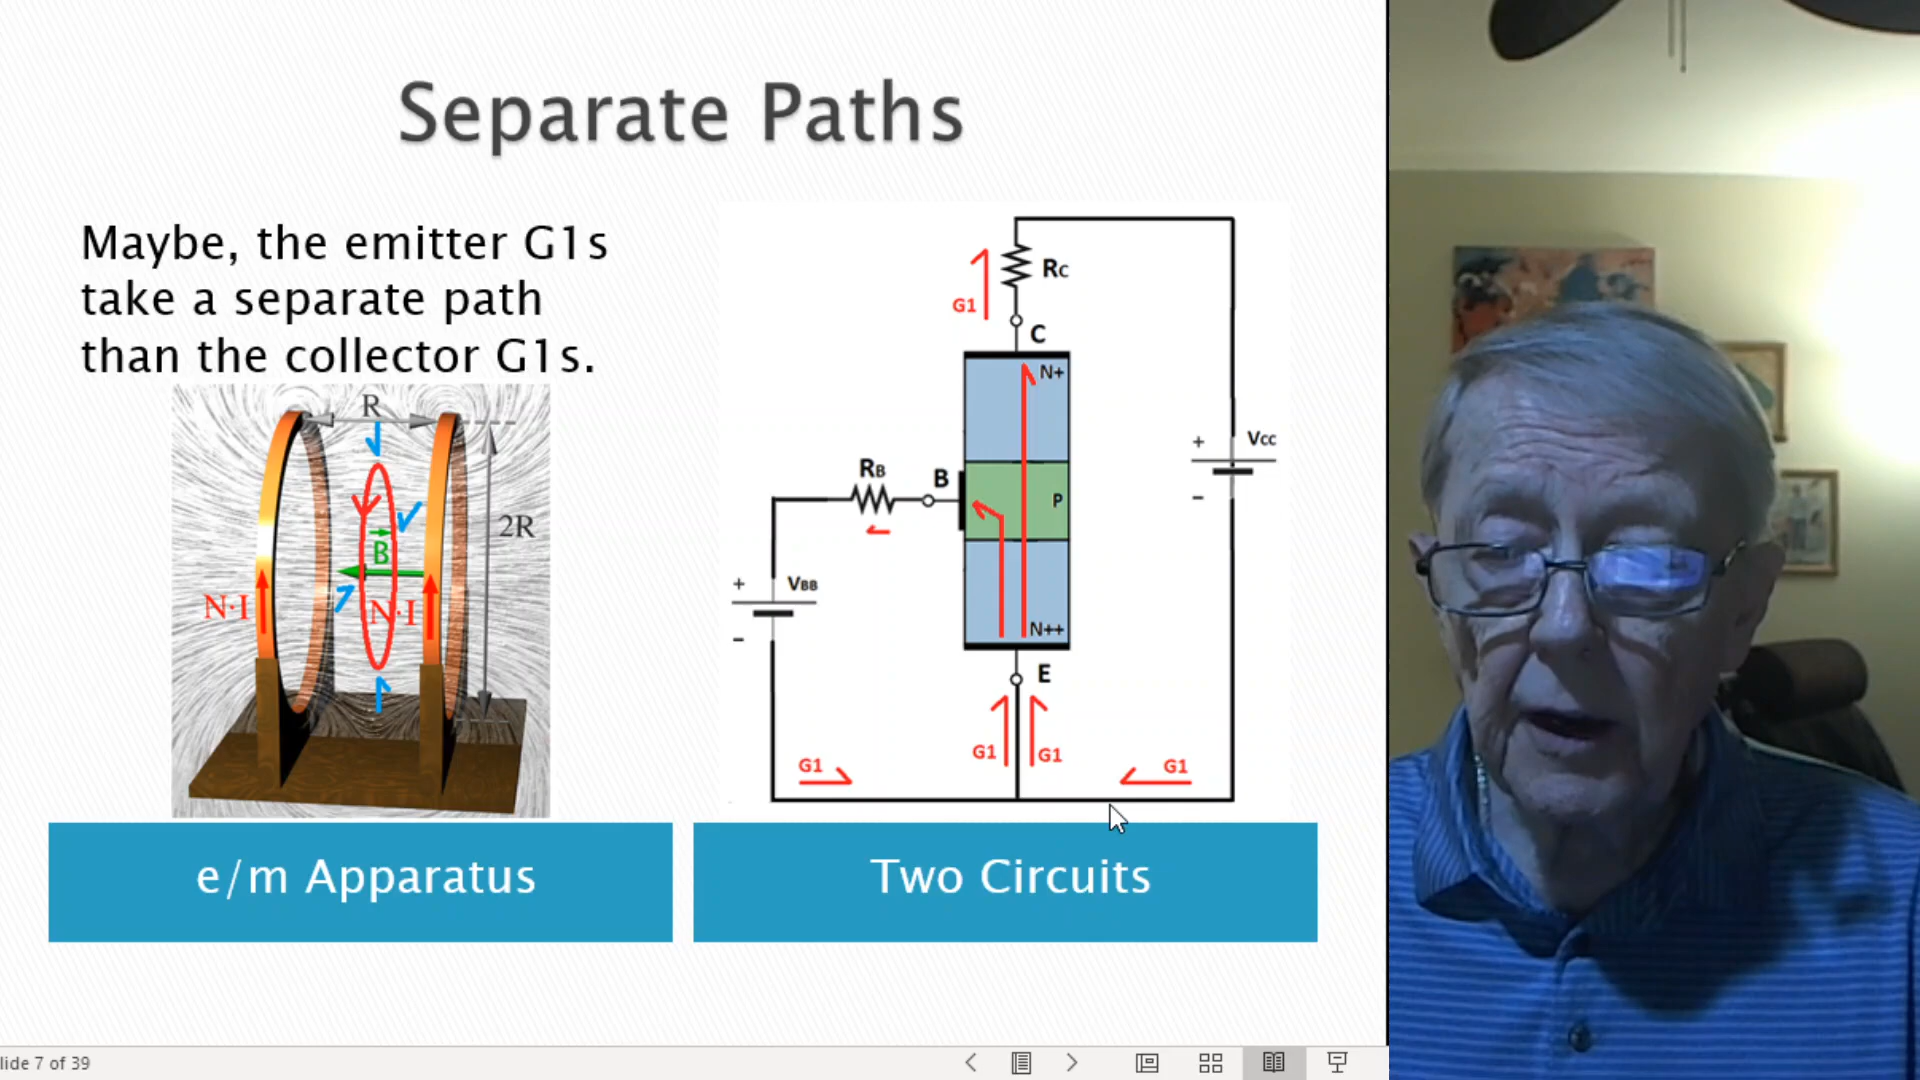 Separate Paths
Maybe, the emitter G1s
take a separate path
than the collector G1s.
R
2R
B
N·I
N·I
e/m Apparatus
RC
G1
C
N+
+
VCC
-
RB
B
P
+
VBB
-
N++
E
G1
G1
G1
G1
Two Circuits
lide 7 of 39